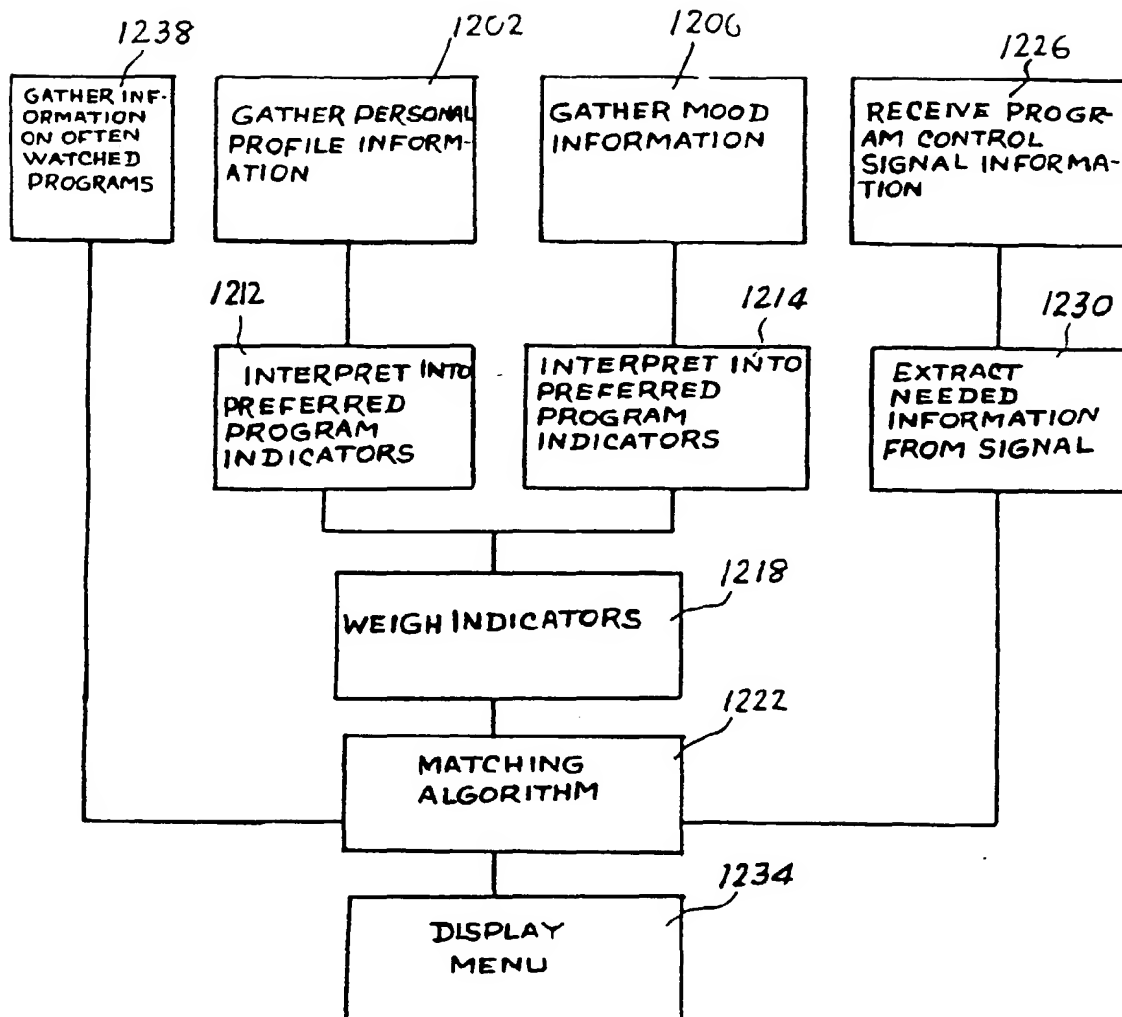 1238
1202
1206
1226
GATHER INF-
ORMATION
ON OFTEN
WATCHED
PROGRAMS
GATHER PERSONAL
PROFILE INFORM-
ATION
GATHER MOOD
INFORMATION
RECEIVE PROGR-
AM CONTROL
SIGNAL INFORMA-
TION
1212
1214
1230
INTERPRET INTO
PREFERRED
PROGRAM
INDICATORS
INTERPRET INTO
PREFERRED
PROGRAM
INDICATORS
EXTRACT
NEEDED
INFORMATION
FROM SIGNAL
1218
WEIGH INDICATORS
1222
MATCHING
ALGORITHM
1234
DISPLAY
MENU